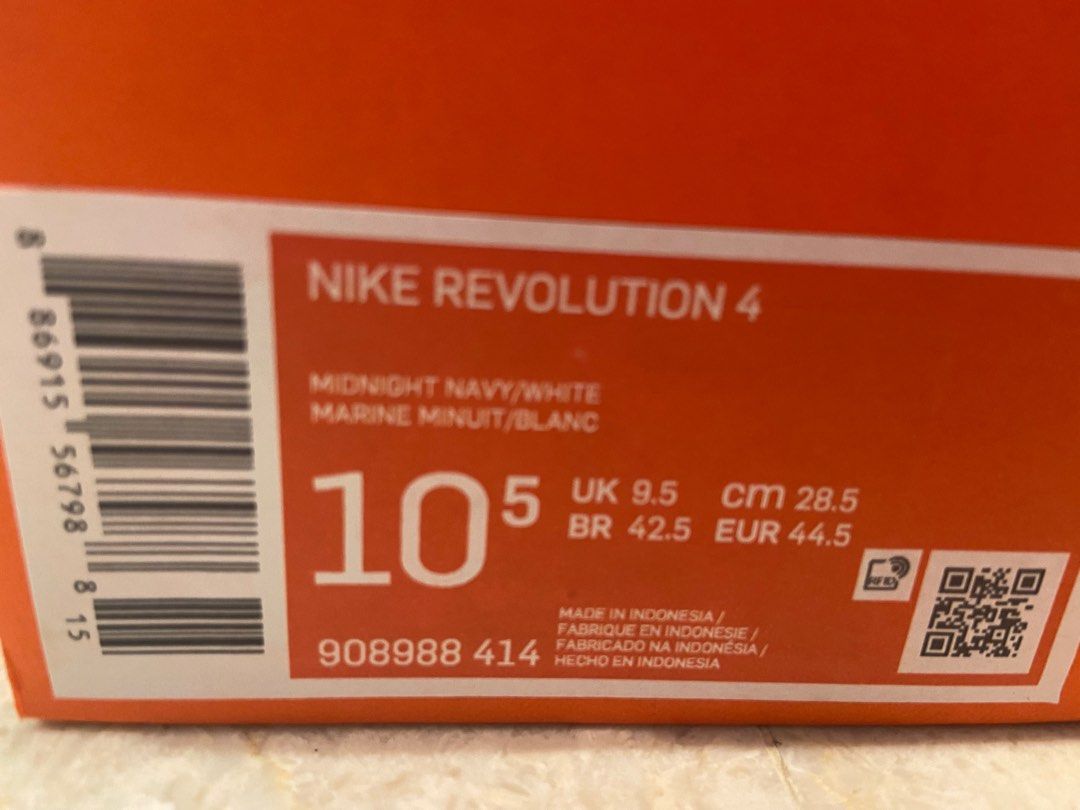 8 86915 56798 8 15
NIKE REVOLUTION 4
MIDNIGHT NAVY/WHITE
MARINE MINUIT/BLANC
10 5
UK 9.5 cm 28.5
BR 42.5 EUR 44.5
908988 414
MADE IN INDONESIA /
FABRIQUE EN INDONESIE /
FABRICADO NA INDONÉSIA /
HECHO EN INDONESIA
RFID